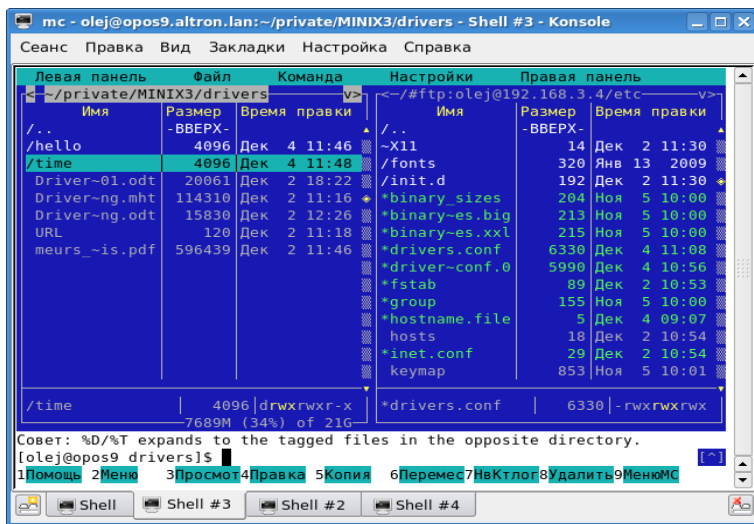 mc - olej@opos9.altron.lan:~/private/MINIX3/drivers - Shell #3 - Konsole
Сеанс Правка Вид Закладки Настройка Справка
Левая панель Файл Команда Настройки Правая панель
<─~/private/MINIX3/drivers───────v> <─/#ftp:olej@192.168.3.4/etc────v>
Имя Размер Время правки Имя Размер Время правки
/.. -ВВЕРХ- /.. -ВВЕРХ-
/hello 4096 Дек 4 11:46 ~X11 14 Дек 2 11:30
/time 4096 Дек 4 11:48 /fonts 320 Янв 13 2009
Driver~01.odt 20061 Дек 2 18:22 /init.d 192 Дек 2 11:30
Driver~ng.mht 114310 Дек 2 11:16 *binary_sizes 204 Ноя 5 10:00
Driver~ng.odt 15830 Дек 2 12:26 *binary~es.big 213 Ноя 5 10:00
URL 120 Дек 2 11:18 *binary~es.xxl 215 Ноя 5 10:00
meurs_~is.pdf 596439 Дек 2 11:46 *drivers.conf 6330 Дек 4 11:08
*driver~conf.0 5990 Дек 4 10:56
*fstab 89 Дек 2 10:53
*group 155 Ноя 5 10:00
*hostname.file 5 Дек 4 09:07
hosts 18 Дек 2 10:54
*inet.conf 29 Дек 2 10:54
keymap 853 Ноя 5 10:01
/time 4096 drwxrwxr-x *drivers.conf 6330 -rwxrwxrwx
7689M (34%) of 21G
Совет: %D/%T expands to the tagged files in the opposite directory.
[olej@opos9 drivers]$ [^]
1Помощь 2Меню 3Просмот4Правка 5Копия 6Перемес7НвКтлог8Удалить9МенюМС
Shell Shell #3 Shell #2 Shell #4